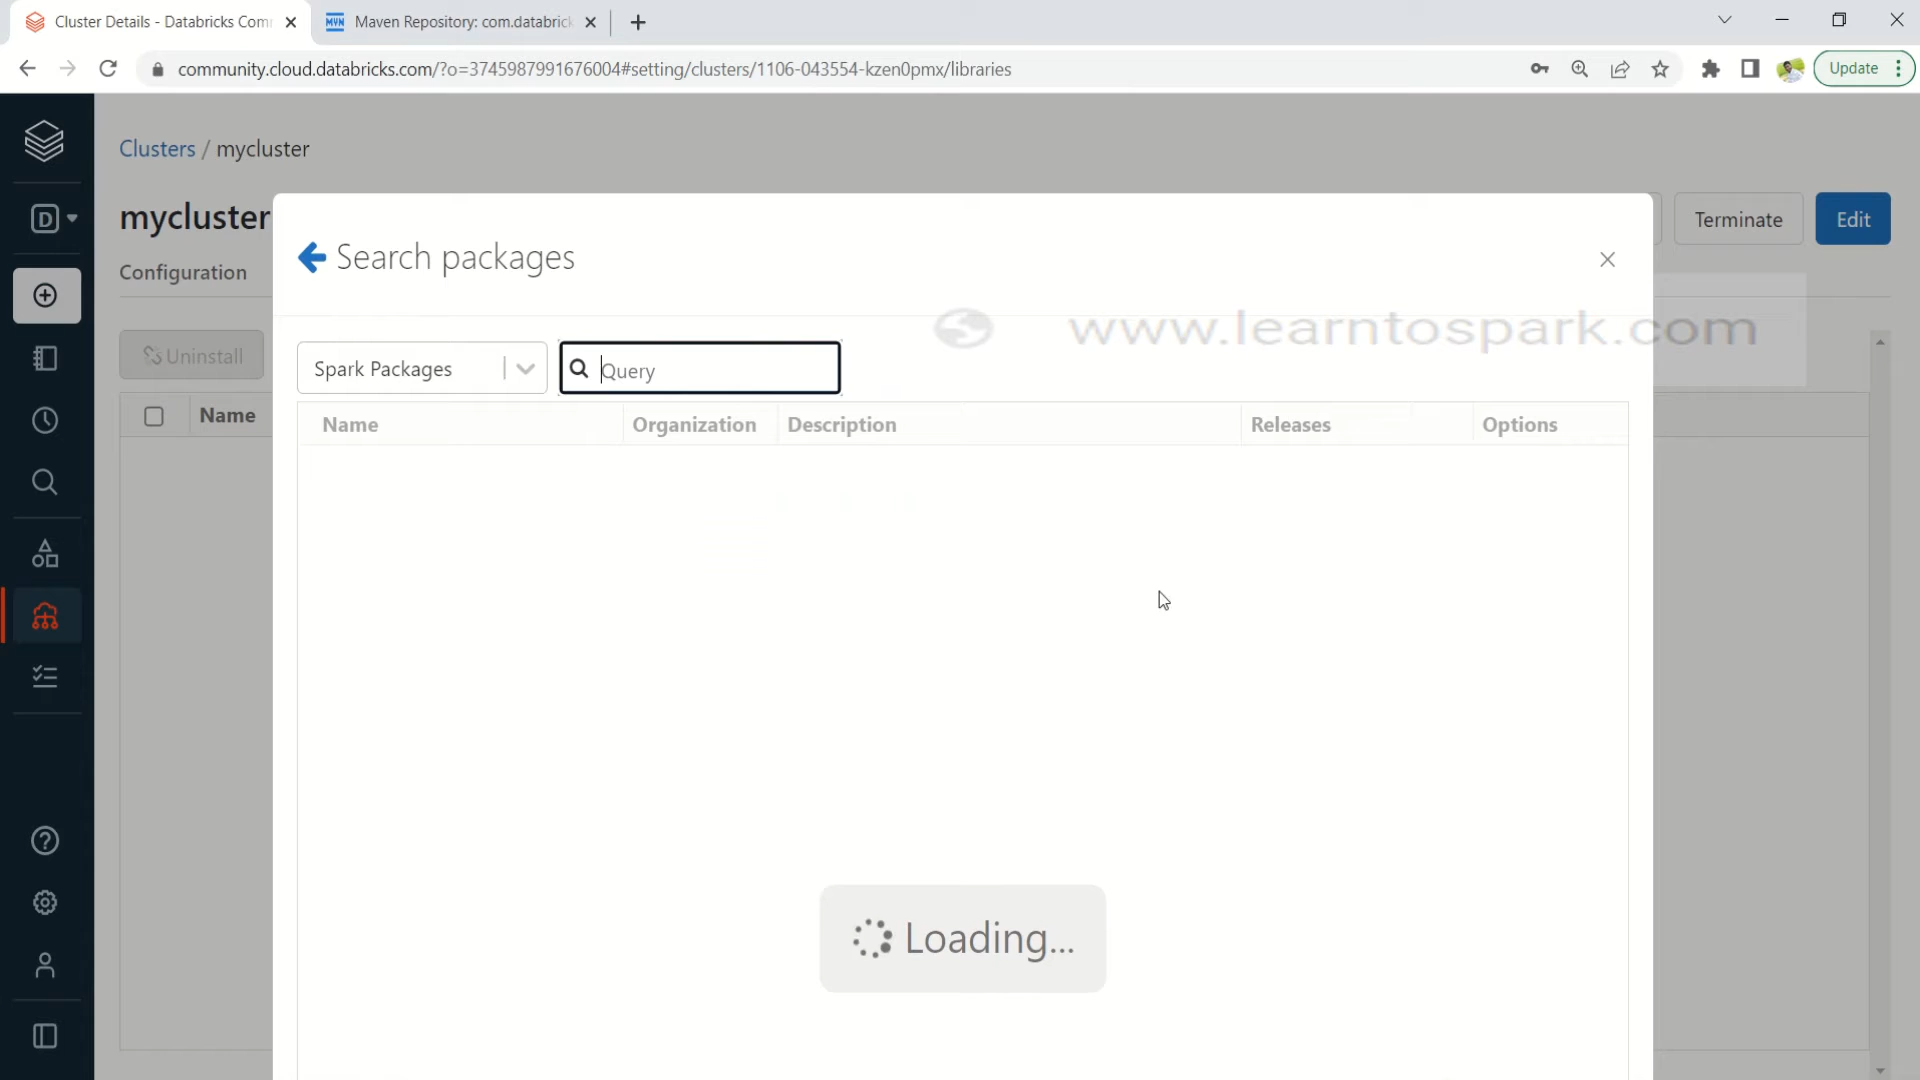 Cluster Details - Databricks Com
Maven Repository: com.databrick
community.cloud.databricks.com/?o=3745987991676004#setting/clusters/1106-043554-kzen0pmx/libraries
Update
Clusters / mycluster
mycluster
Terminate
Edit
Configuration
Search packages
www.learntospark.com
Uninstall
Spark Packages
Query
Name
Name
Organization
Description
Releases
Options
D
Loading...